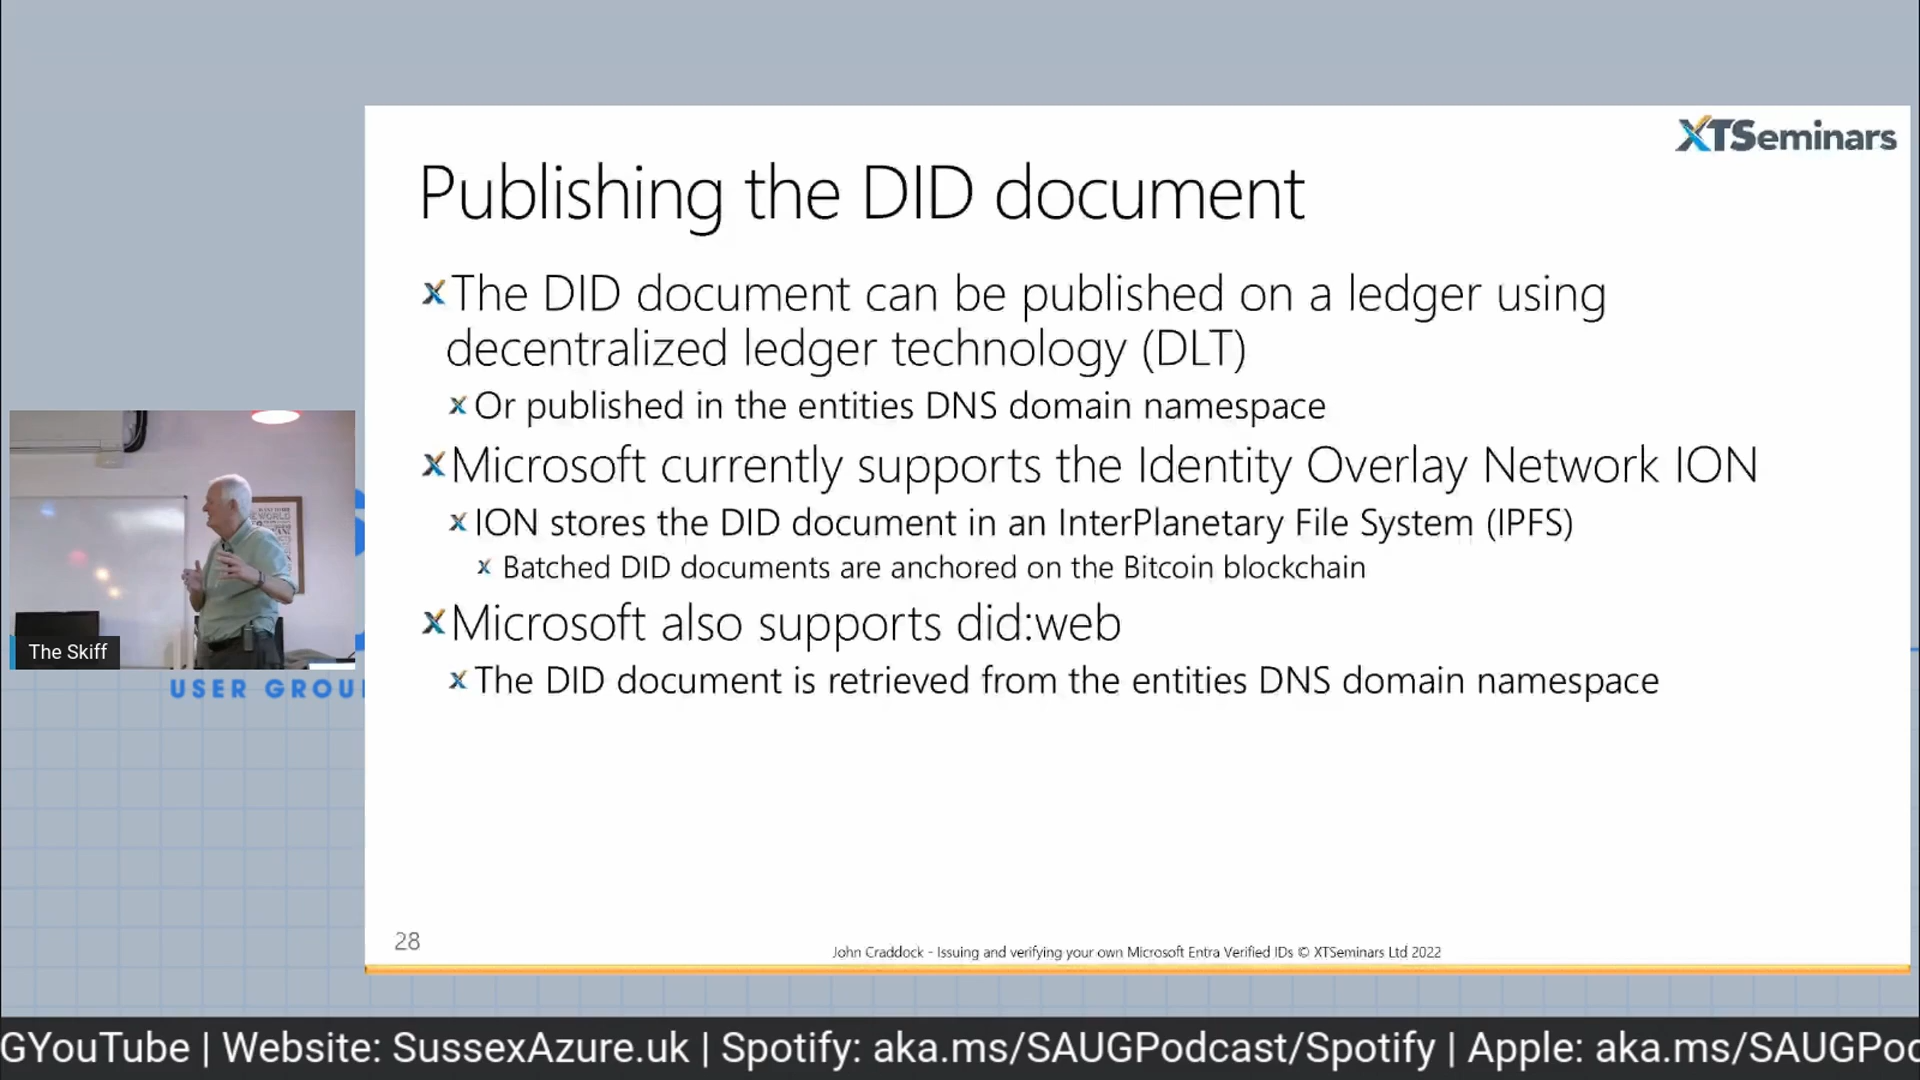 XTSeminars
Publishing the DID document
The DID document can be published on a ledger using
decentralized ledger technology (DLT)
Or published in the entities DNS domain namespace
Microsoft currently supports the Identity Overlay Network ION
ION stores the DID document in an InterPlanetary File System (IPFS)
Batched DID documents are anchored on the Bitcoin blockchain
Microsoft also supports did:web
The DID document is retrieved from the entities DNS domain namespace
28
John Craddock - Issuing and verifying your own Microsoft Entra Verified IDs © XTSeminars Ltd 2022
The Skiff
USER GROU
GYouTube | Website: SussexAzure.uk | Spotify: aka.ms/SAUGPodcast/Spotify | Apple: aka.ms/SAUGPod